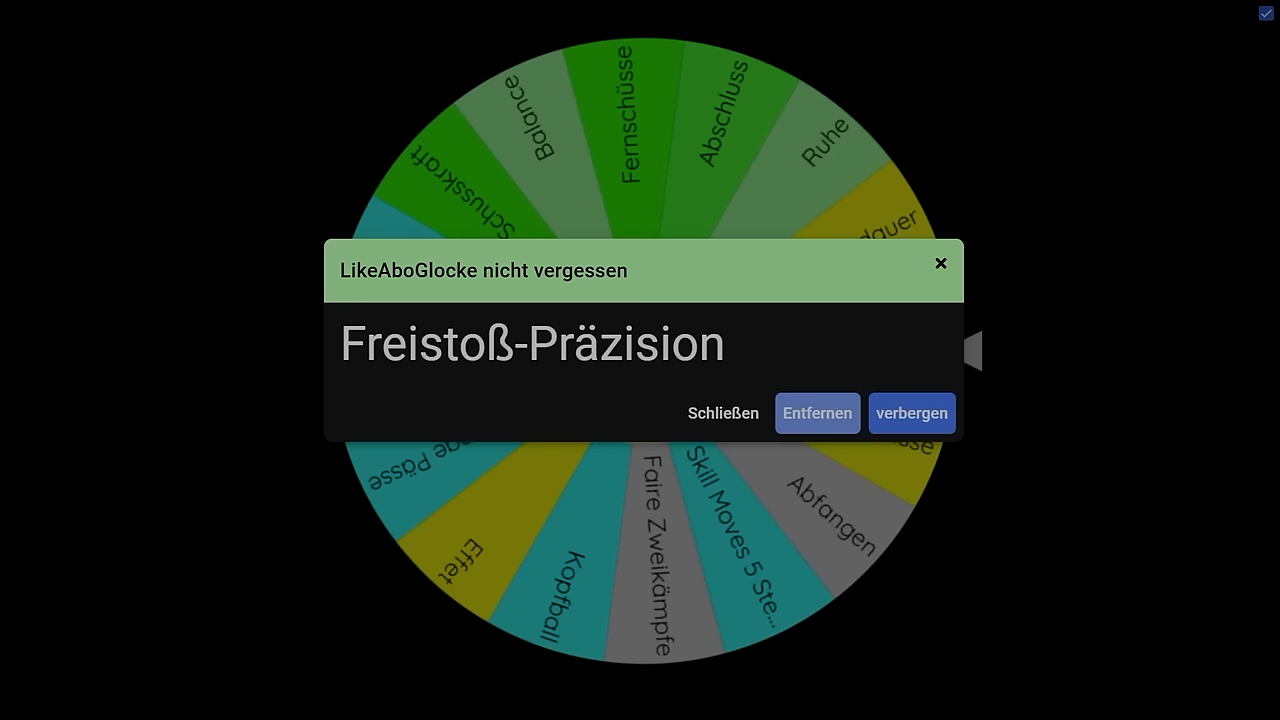 Balance
Fernschüsse
Abschluss
Ruhe
Schusskraft
LikeAboGlocke nicht vergessen
Freistoß-Präzision
Schließen
Entfernen
verbergen
Pässe
Effet
Kopfball
Faire Zweikämpfe
Skill Moves 5 Ste...
Abfangen